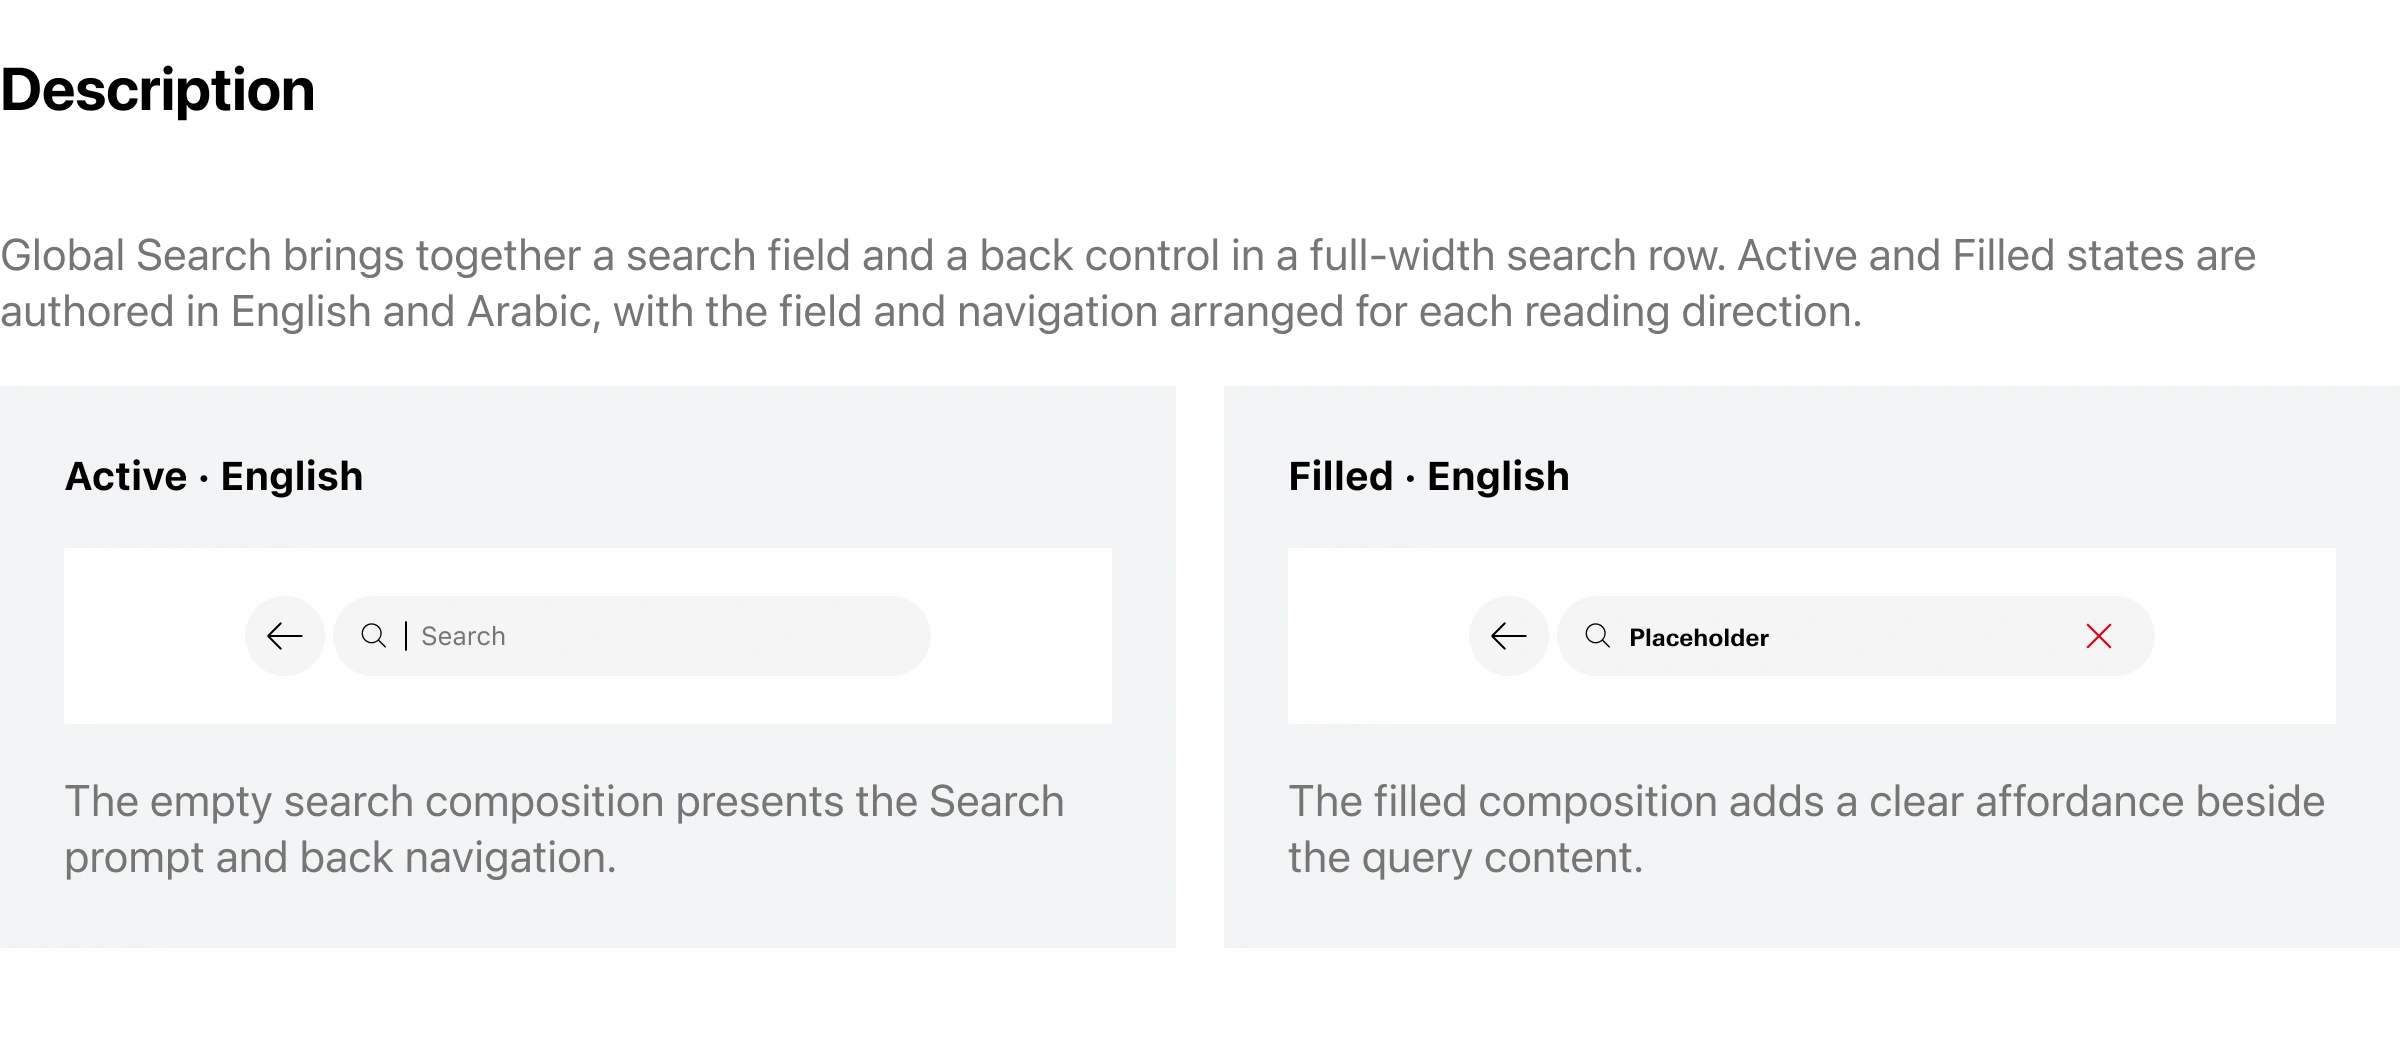 Description
Global Search brings together a search field and a back control in a full-width search row. Active and Filled states are
authored in English and Arabic, with the field and navigation arranged for each reading direction.
Active · English
Search
The empty search composition presents the Search
prompt and back navigation.
Filled · English
Placeholder
The filled composition adds a clear affordance beside
the query content.